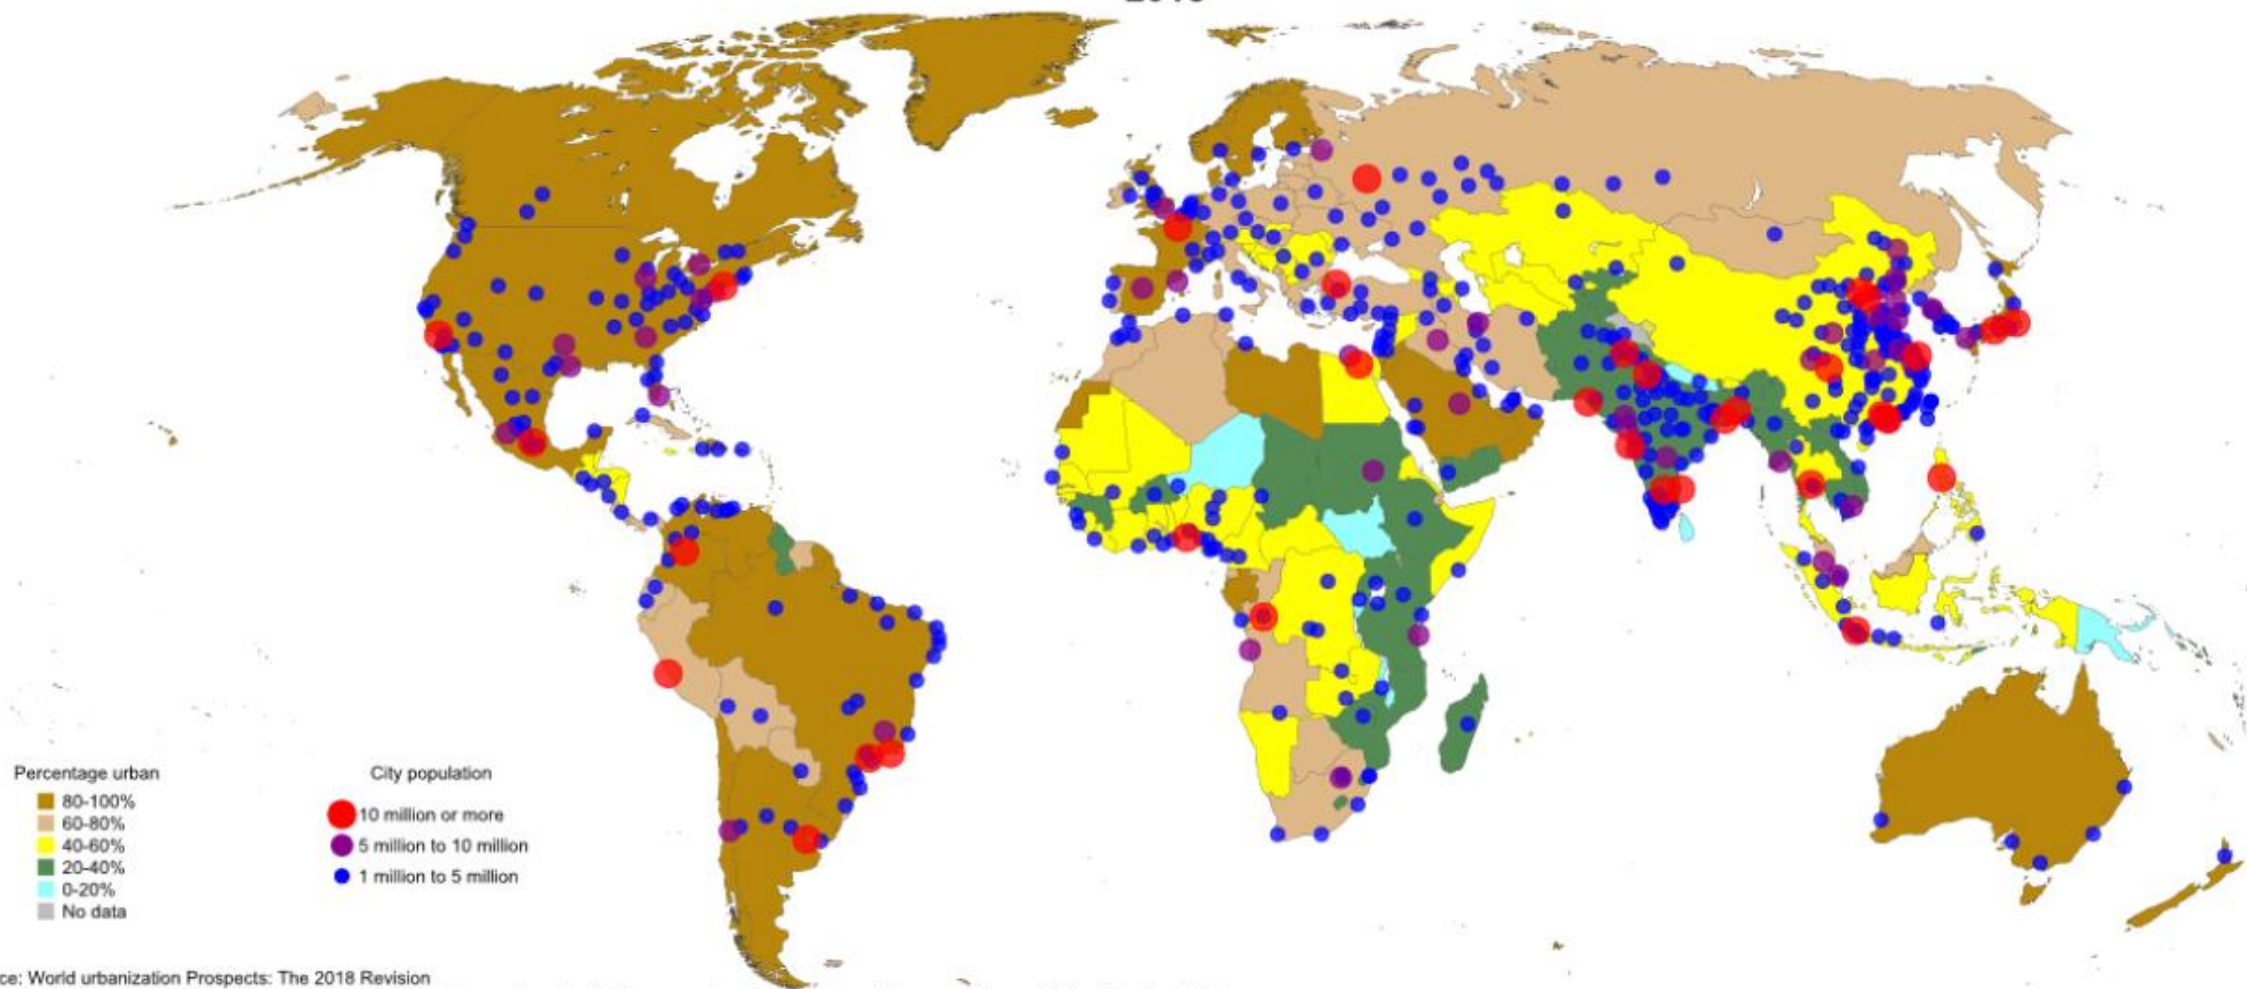 Percentage urban
80-100%
60-80%
40-60%
20-40%
0-20%
No data
City population
10 million or more
5 million to 10 million
1 million to 5 million
ce: World urbanization Prospects: The 2018 Revision